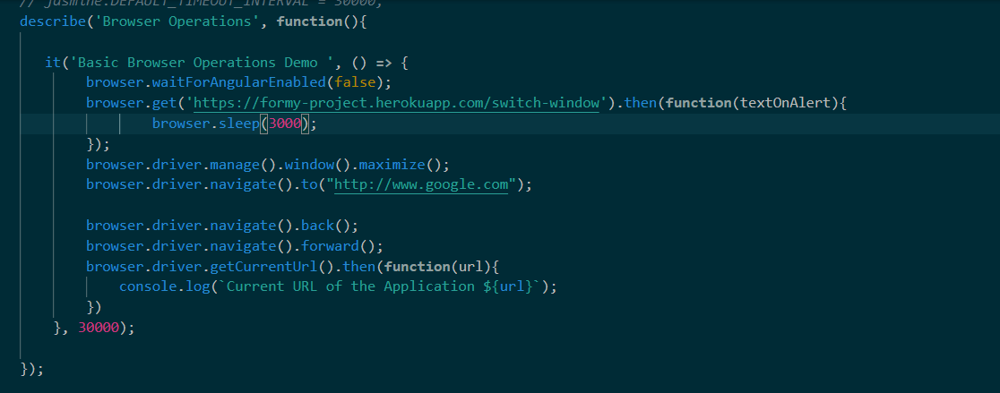 // jasmine.DEFAULT_TIMEOUT_INTERVAL = 30000;
describe('Browser Operations', function(){
it('Basic Browser Operations Demo ', () => {
browser.waitForAngularEnabled(false);
browser.get('https://formy-project.herokuapp.com/switch-window').then(function(textOnAlert){
browser.sleep(3000);
});
browser.driver.manage().window().maximize();
browser.driver.navigate().to("http://www.google.com");
browser.driver.navigate().back();
browser.driver.navigate().forward();
browser.driver.getCurrentUrl().then(function(url){
console.log(`Current URL of the Application ${url}`);
})
}, 30000);
});